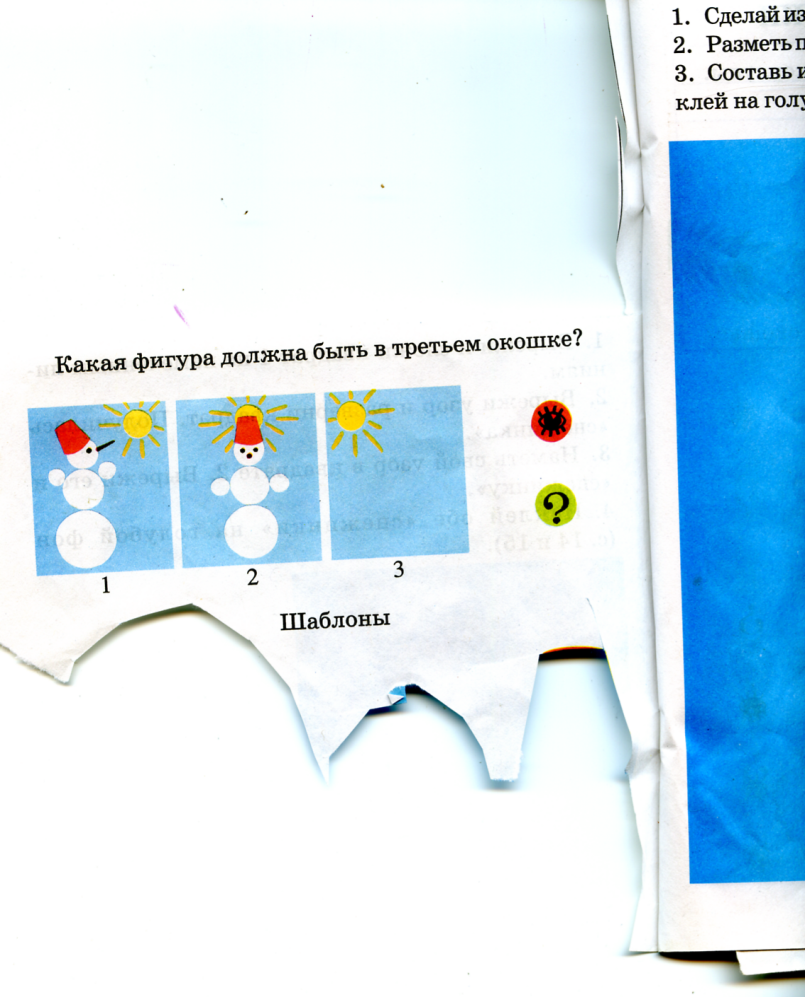 1. Сделай из
2. Разметь п
3. Составь и
клей на голу
Какая фигура должна быть в третьем окошке?
?
1
2
3
Шаблоны